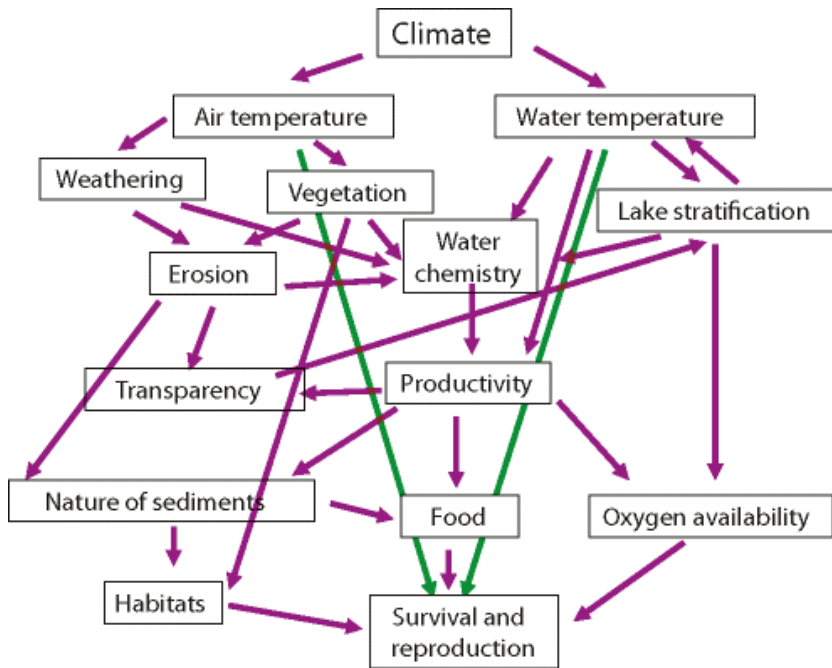 Climate
Air temperature
Water temperature
Weathering
Vegetation
Lake stratification
Water
chemistry
Erosion
Transparency
Productivity
Nature of sediments
Food
Oxygen availability
Habitats
Survival and
reproduction